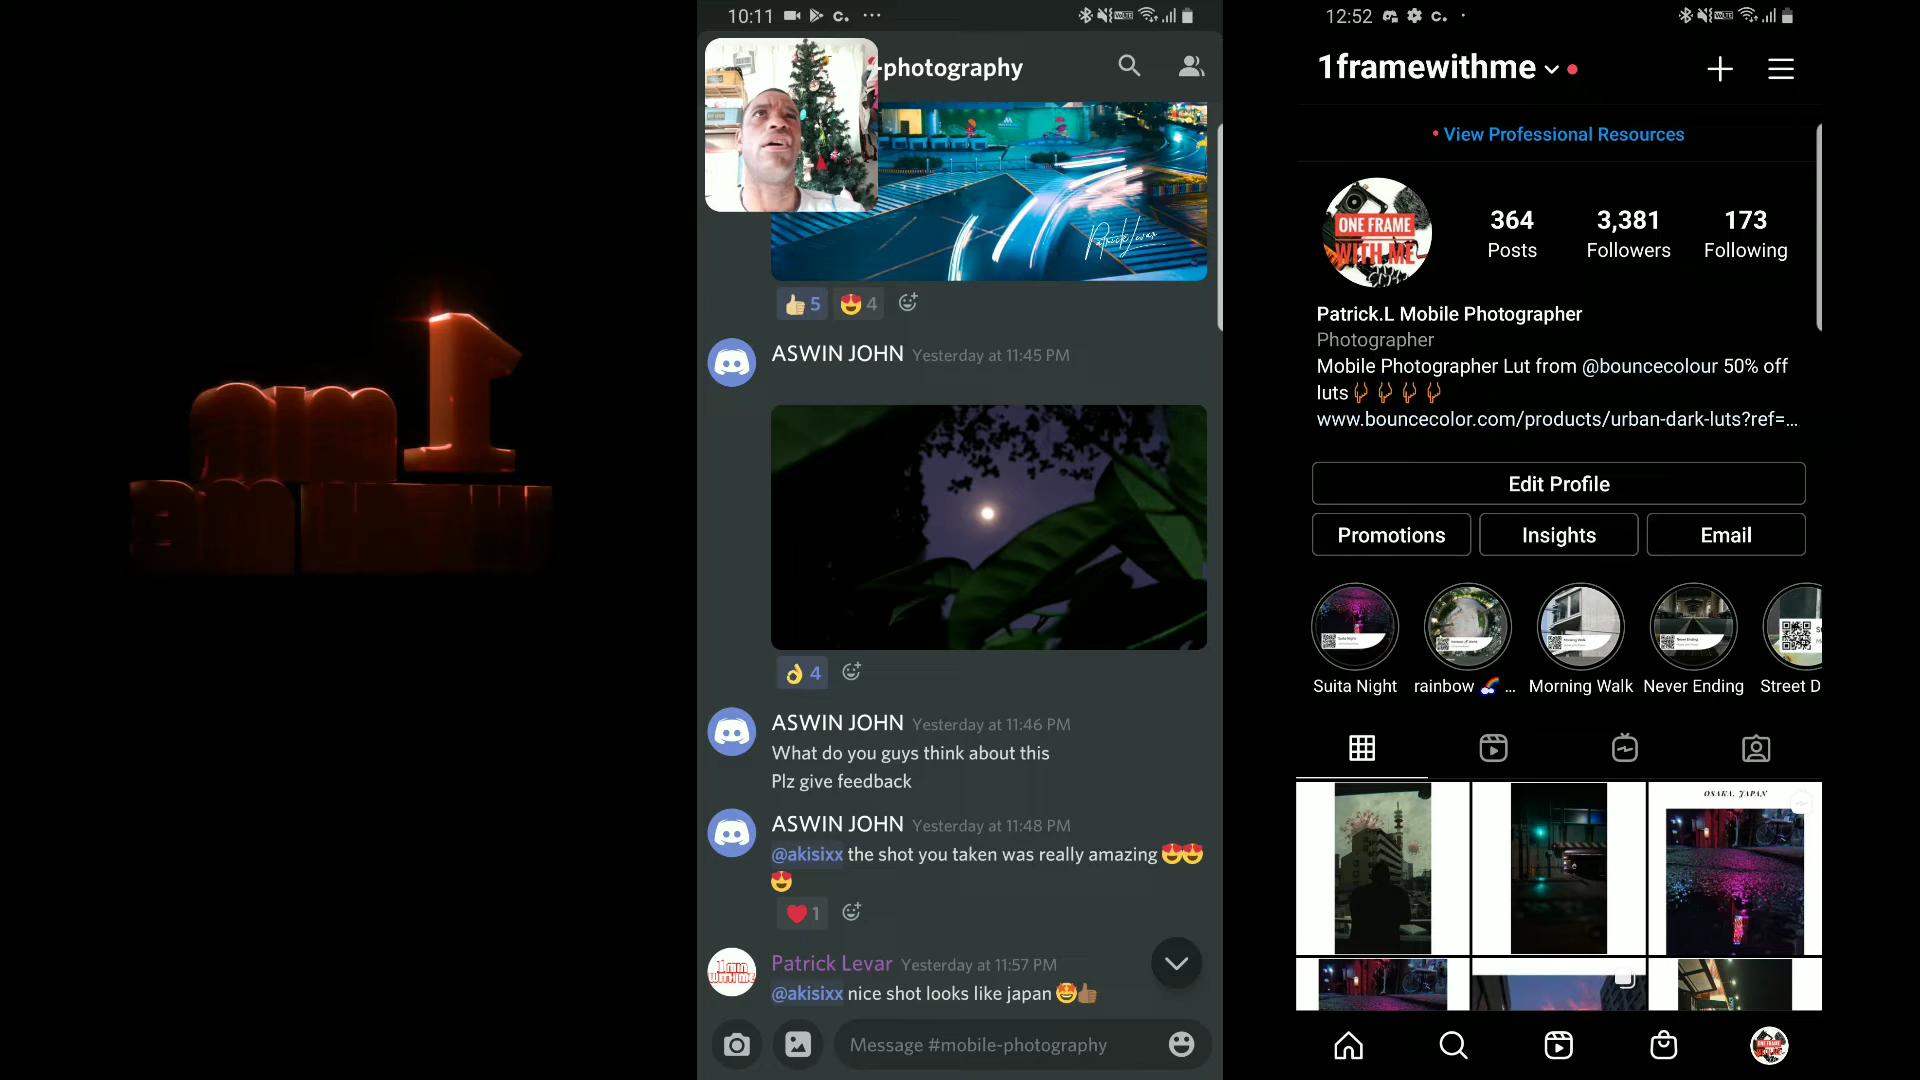 10:11
-photography
Patrick Levar
5
4
ASWIN JOHN Yesterday at 11:45 PM
4
ASWIN JOHN Yesterday at 11:46 PM
What do you guys think about this
Plz give feedback
ASWIN JOHN Yesterday at 11:48 PM
@akisixx the shot you taken was really amazing
1
Patrick Levar Yesterday at 11:57 PM
@akisixx nice shot looks like japan
Message #mobile-photography
12:52
1framewithme
View Professional Resources
ONE FRAME
WITH ME
364
Posts
3,381
Followers
173
Following
Patrick.L Mobile Photographer
Photographer
Mobile Photographer Lut from @bouncecolour 50% off
luts
www.bouncecolor.com/products/urban-dark-luts?ref=...
Edit Profile
Promotions
Insights
Email
Suita Night
rainbow ...
Morning Walk
Never Ending
Street D
OSAKA, JAPAN